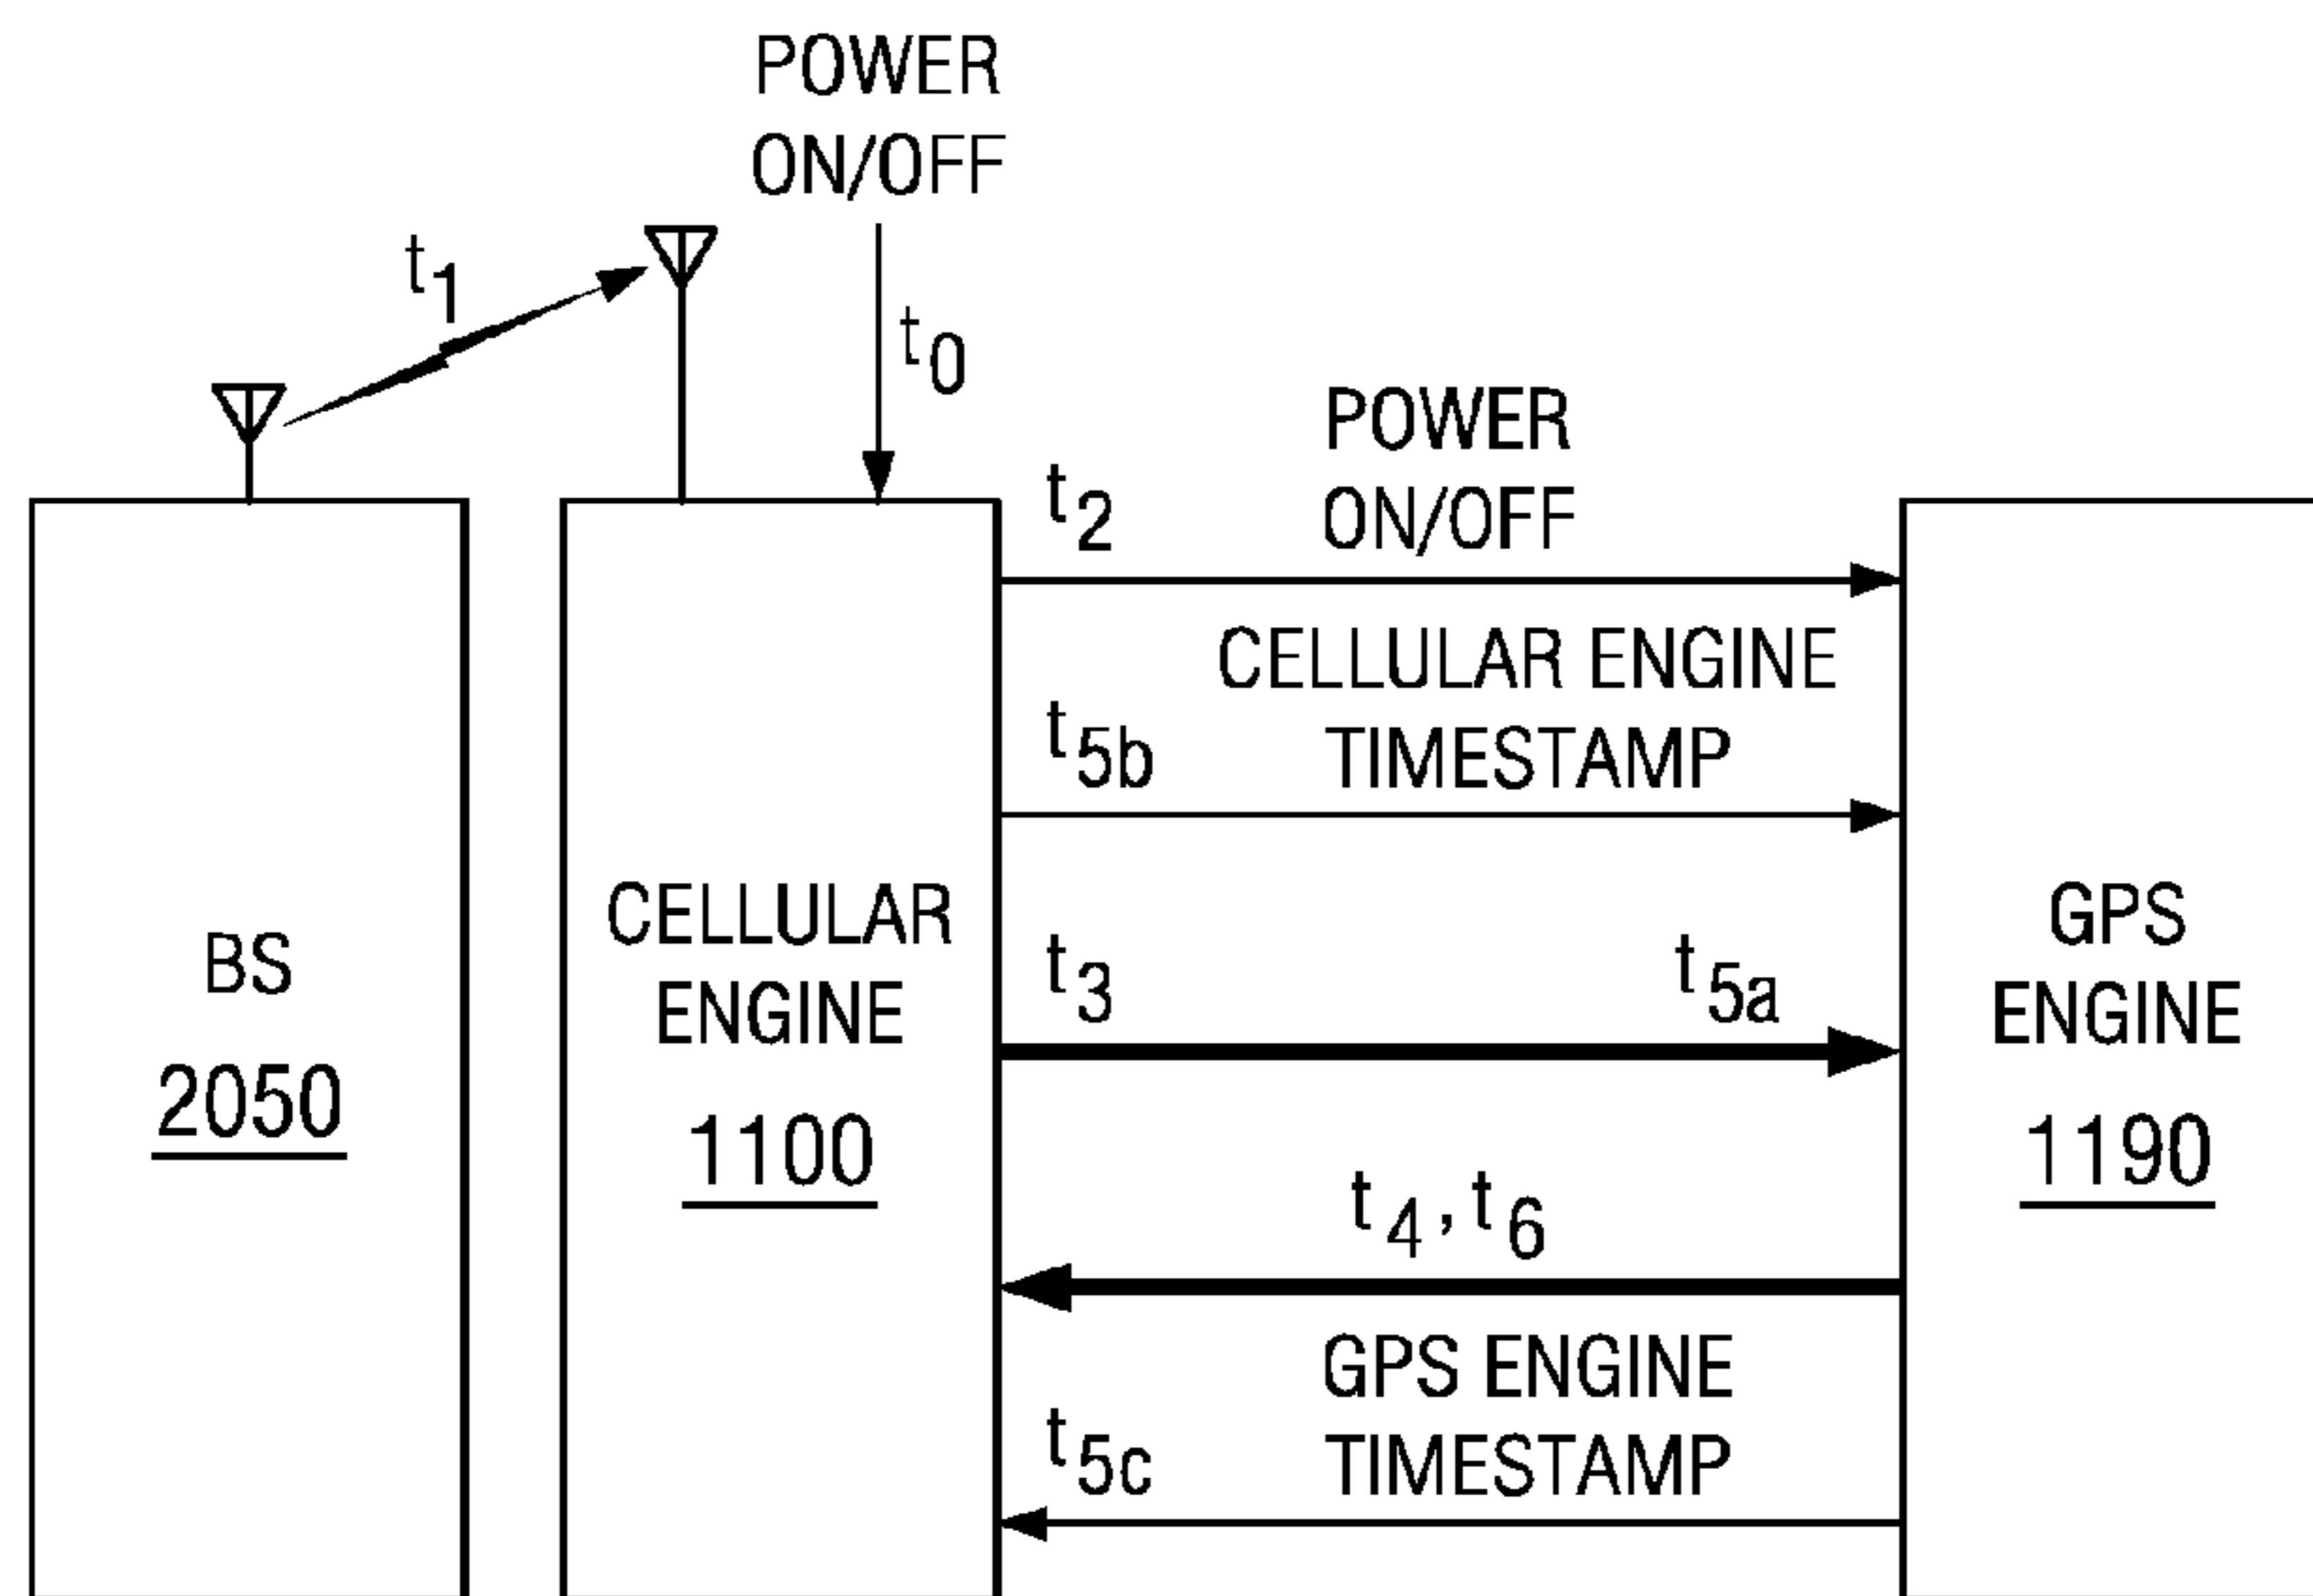 POWER
ON/OFF
t1
t0
POWER
ON/OFF
t2
CELLULAR ENGINE
TIMESTAMP
t5b
BS
2050
CELLULAR
ENGINE
1100
t3
t5a
GPS
ENGINE
1190
t4,t6
GPS ENGINE
TIMESTAMP
t5c